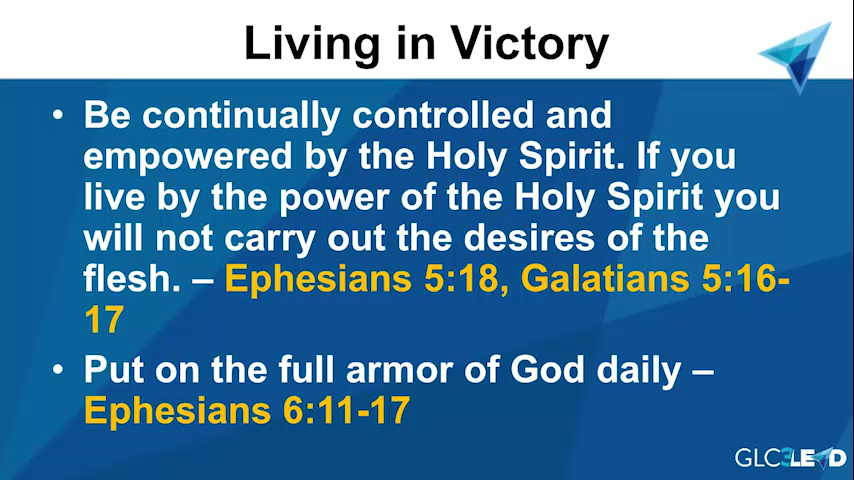 Living in Victory
• Be continually controlled and
empowered by the Holy Spirit. If you
live by the power of the Holy Spirit you
will not carry out the desires of the
flesh. – Ephesians 5:18, Galatians 5:16-
17
• Put on the full armor of God daily –
Ephesians 6:11-17
GLC3LEAD